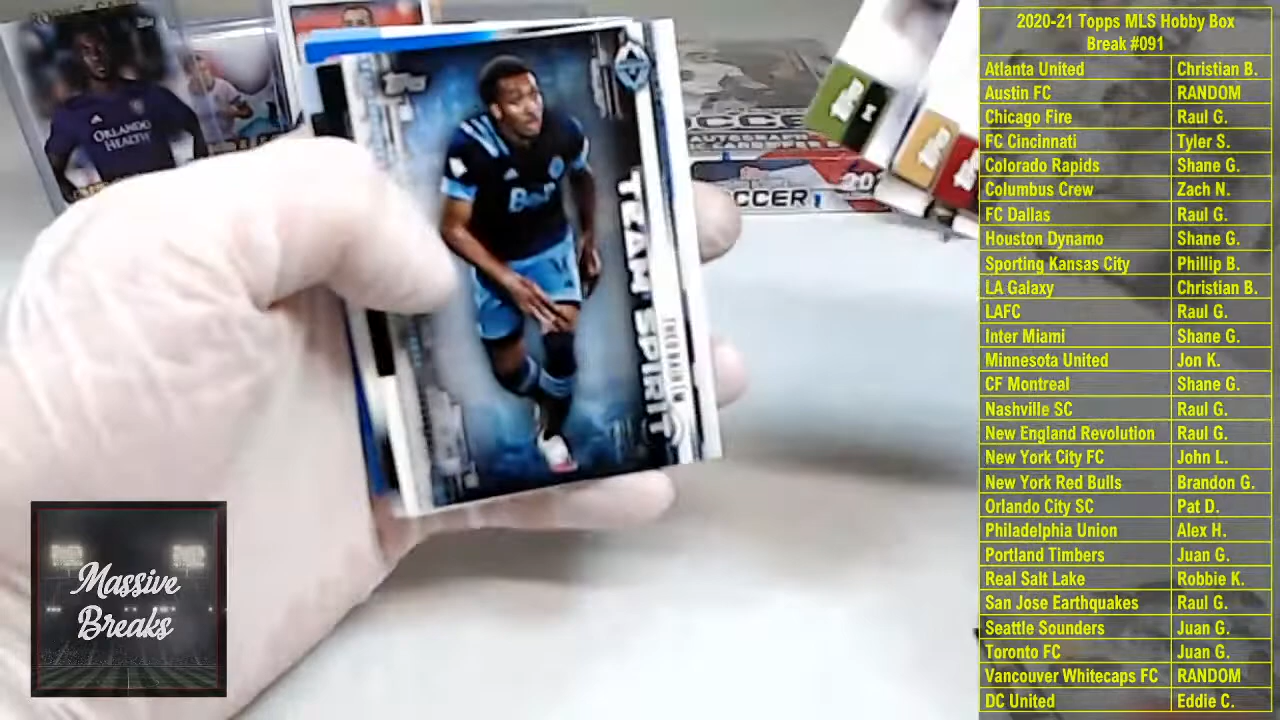 2020-21 Topps MLS Hobby Box
Break #091
Atlanta United Christian B.
Austin FC RANDOM
Chicago Fire Raul G.
FC Cincinnati Tyler S.
Colorado Rapids Shane G.
Columbus Crew Zach N.
FC Dallas Raul G.
Houston Dynamo Shane G.
Sporting Kansas City Phillip B.
LA Galaxy Christian B.
LAFC Raul G.
Inter Miami Shane G.
Minnesota United Jon K.
CF Montreal Shane G.
Nashville SC Raul G.
New England Revolution Raul G.
New York City FC John L.
New York Red Bulls Brandon G.
Orlando City SC Pat D.
Philadelphia Union Alex H.
Portland Timbers Juan G.
Real Salt Lake Robbie K.
San Jose Earthquakes Raul G.
Seattle Sounders Juan G.
Toronto FC Juan G.
Vancouver Whitecaps FC RANDOM
DC United Eddie C.
ORLANDO
HEALTH
Topps
Bell
TEAM SPIRIT
AUTOGRAPH
20
Massive
Breaks